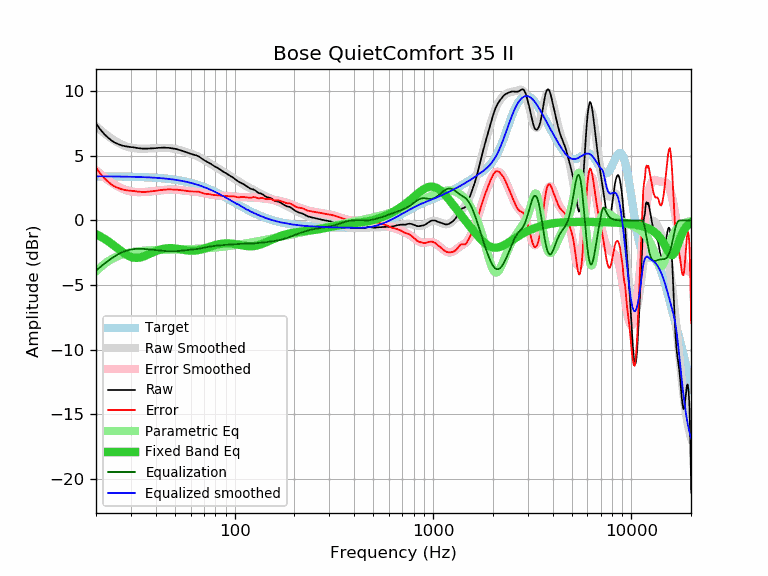 Bose QuietComfort 35 II
Amplitude (dBr)
10
5
0
−5
−10
−15
−20
Target
Raw Smoothed
Error Smoothed
Raw
Error
Parametric Eq
Fixed Band Eq
Equalization
Equalized smoothed
100
1000
10000
Frequency (Hz)